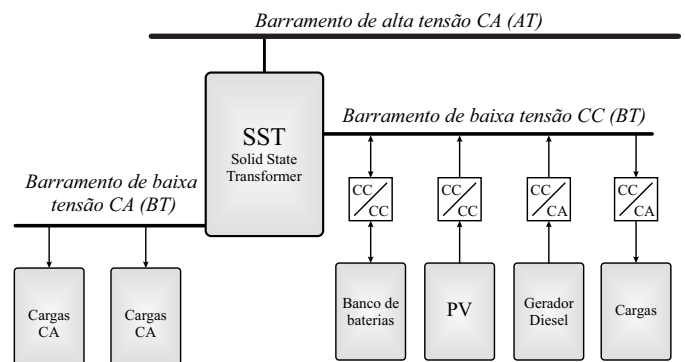 Barramento de alta tensão CA (AT)
SST
Solid State
Transformer
Barramento de baixa tensão CC (BT)
Barramento de baixa
tensão CA (BT)
CC
CC
CC
CC
CC
CA
CC
CA
Cargas
CA
Cargas
CA
Banco de
baterias
PV
Gerador
Diesel
Cargas